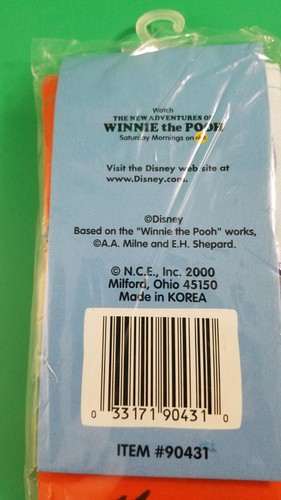 Watch
THE NEW ADVENTURES OF
WINNIE the POOH
Saturday Mornings on
Visit the Disney web site at
www.Disney.com.
©Disney
Based on the "Winnie the Pooh" works,
©A.A. Milne and E.H. Shepard.
© N.C.E., Inc. 2000
Milford, Ohio 45150
Made in KOREA
0 33171 90431 0
ITEM #90431